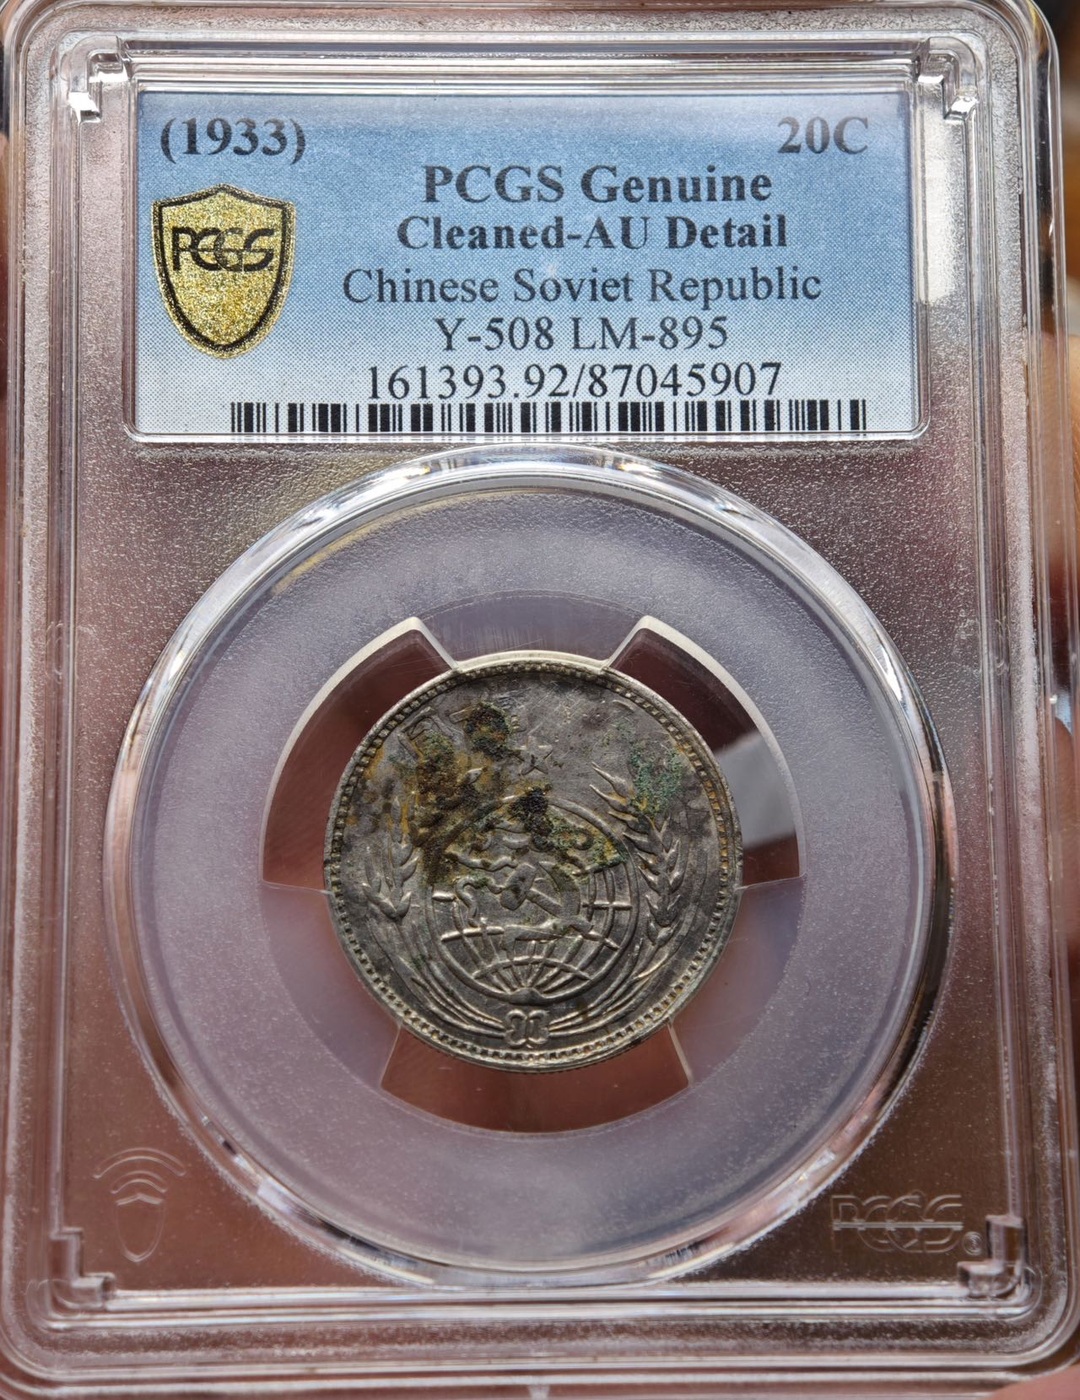 (1933) 20C
PCGS Genuine
PCGS
Cleaned-AU Detail
Chinese Soviet Republic
Y-508 LM-895
161393.92/87045907
PCGS